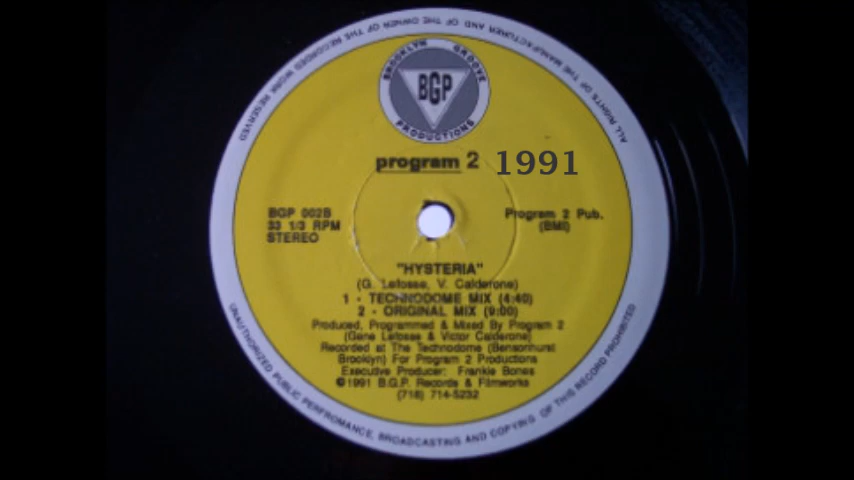 ALL RIGHTS OF THE MANUFACTURER AND OF THE OWNER OF THE RECORDED WORK RESERVED
BROOKLYN GROOVE
BGP
PRODUCTIONS
program 2 1991
BGP 002B
33 1/3 RPM
STEREO
Program 2 Pub.
(BMI)
"HYSTERIA"
(G. Lefosse, V. Calderone)
1 - TECHNODOME MIX (4:40)
2 - ORIGINAL MIX (9:00)
Produced, Programmed & Mixed By Program 2
(Gene Lefosse & Victor Calderone)
Recorded at The Technodome (Bensonhurst
Brooklyn) For Program 2 Productions
Executive Producer: Frankie Bones
©1991 B.G.P. Records & Filmworks
(718) 714-5232
UNAUTHORIZED PUBLIC PERFROMANCE, BROADCASTING AND COPYING OF THIS RECORD PROHIBITED